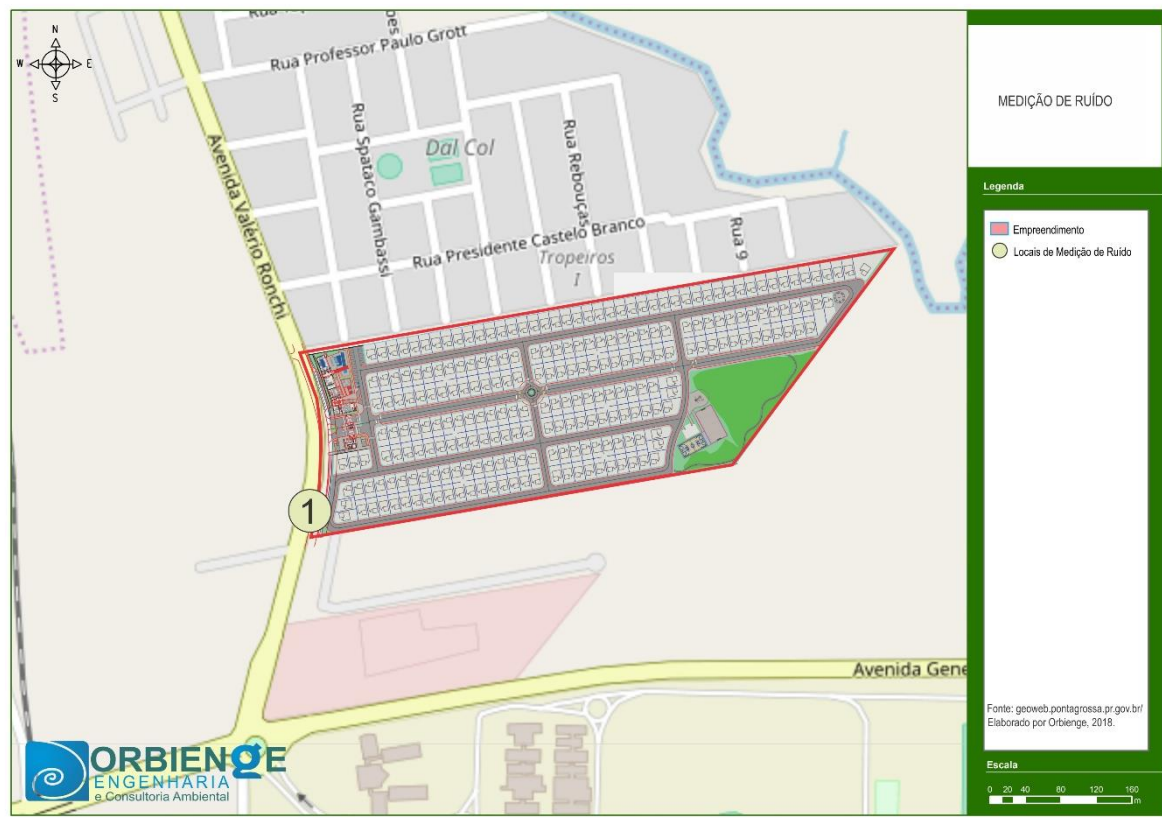 N
W E
S
Rua Professor Paulo Grott
Avenida Valério Ronchi
Rua Spataco Gambassi
Dal Col
Rua Rebouças
Rua Presidente Castelo Branco
Rua 9
Tropeiros
I
1
Avenida Gene
ORBIENGE
ENGENHARIA
e Consultoria Ambiental
MEDIÇÃO DE RUÍDO
Legenda
Empreendimento
Locais de Medição de Ruído
Fonte: geoweb.pontagrossa.pr.gov.br/
Elaborado por Orbienge, 2018.
Escala
0 20 40 80 120 160
m